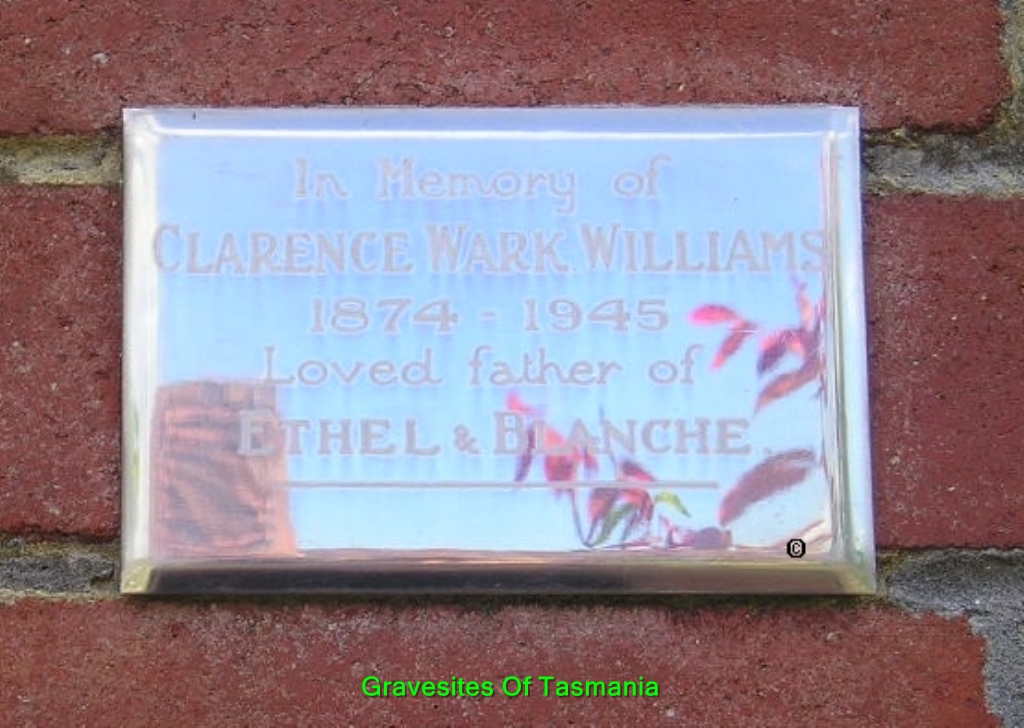 In Memory of
CLARENCE WARK WILLIAMS
1874 - 1945
Loved father of
ETHEL & BLANCHE.
©
Gravesites Of Tasmania